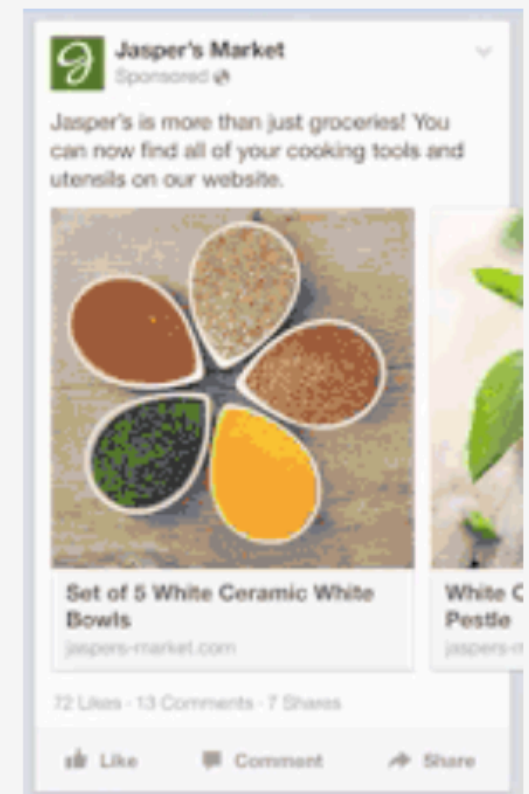 Jasper's Market
Sponsored
Jasper's is more than just groceries! You
can now find all of your cooking tools and
utensils on our website.
Set of 5 White Ceramic White
Bowls
jaspers-market.com
White C
Pestle
jaspers-m
72 Likes · 13 Comments · 7 Shares
Like
Comment
Share